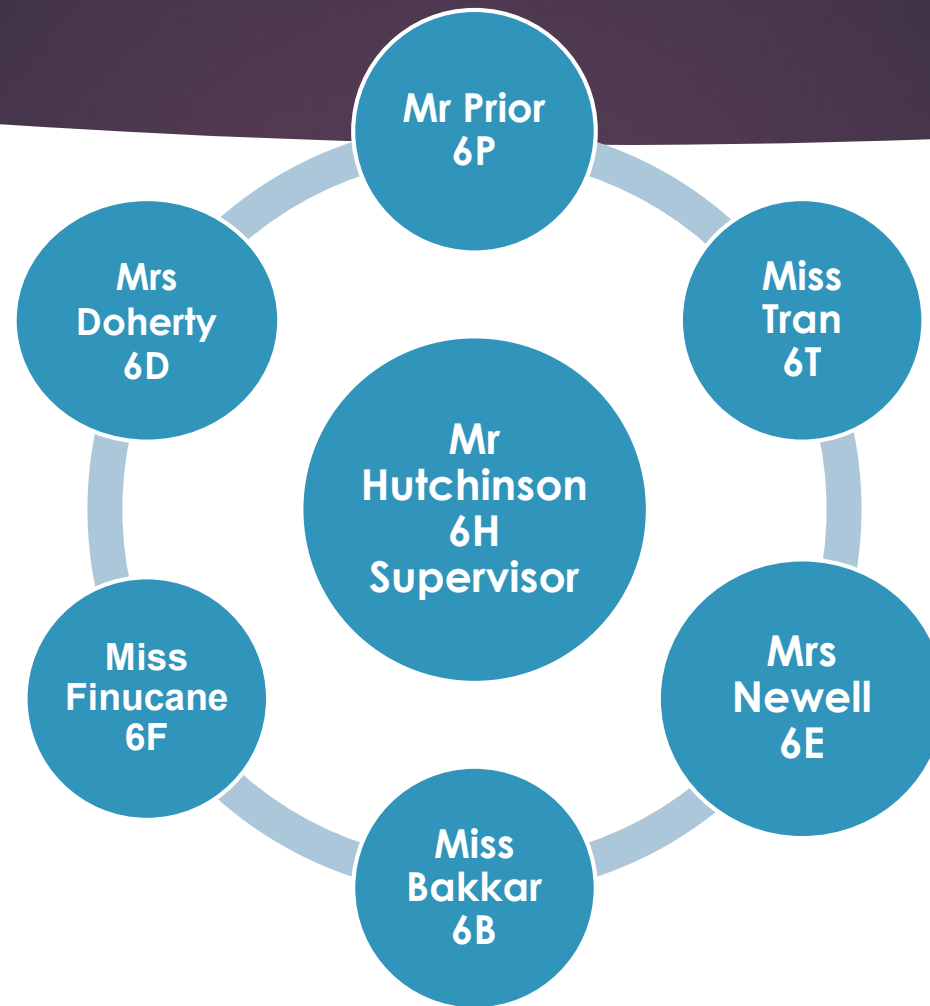 Mr Prior
6P
Miss
Tran
6T
Mrs
Newell
6E
Miss
Bakkar
6B
Miss
Finucane
6F
Mrs
Doherty
6D
Mr
Hutchinson
6H
Supervisor